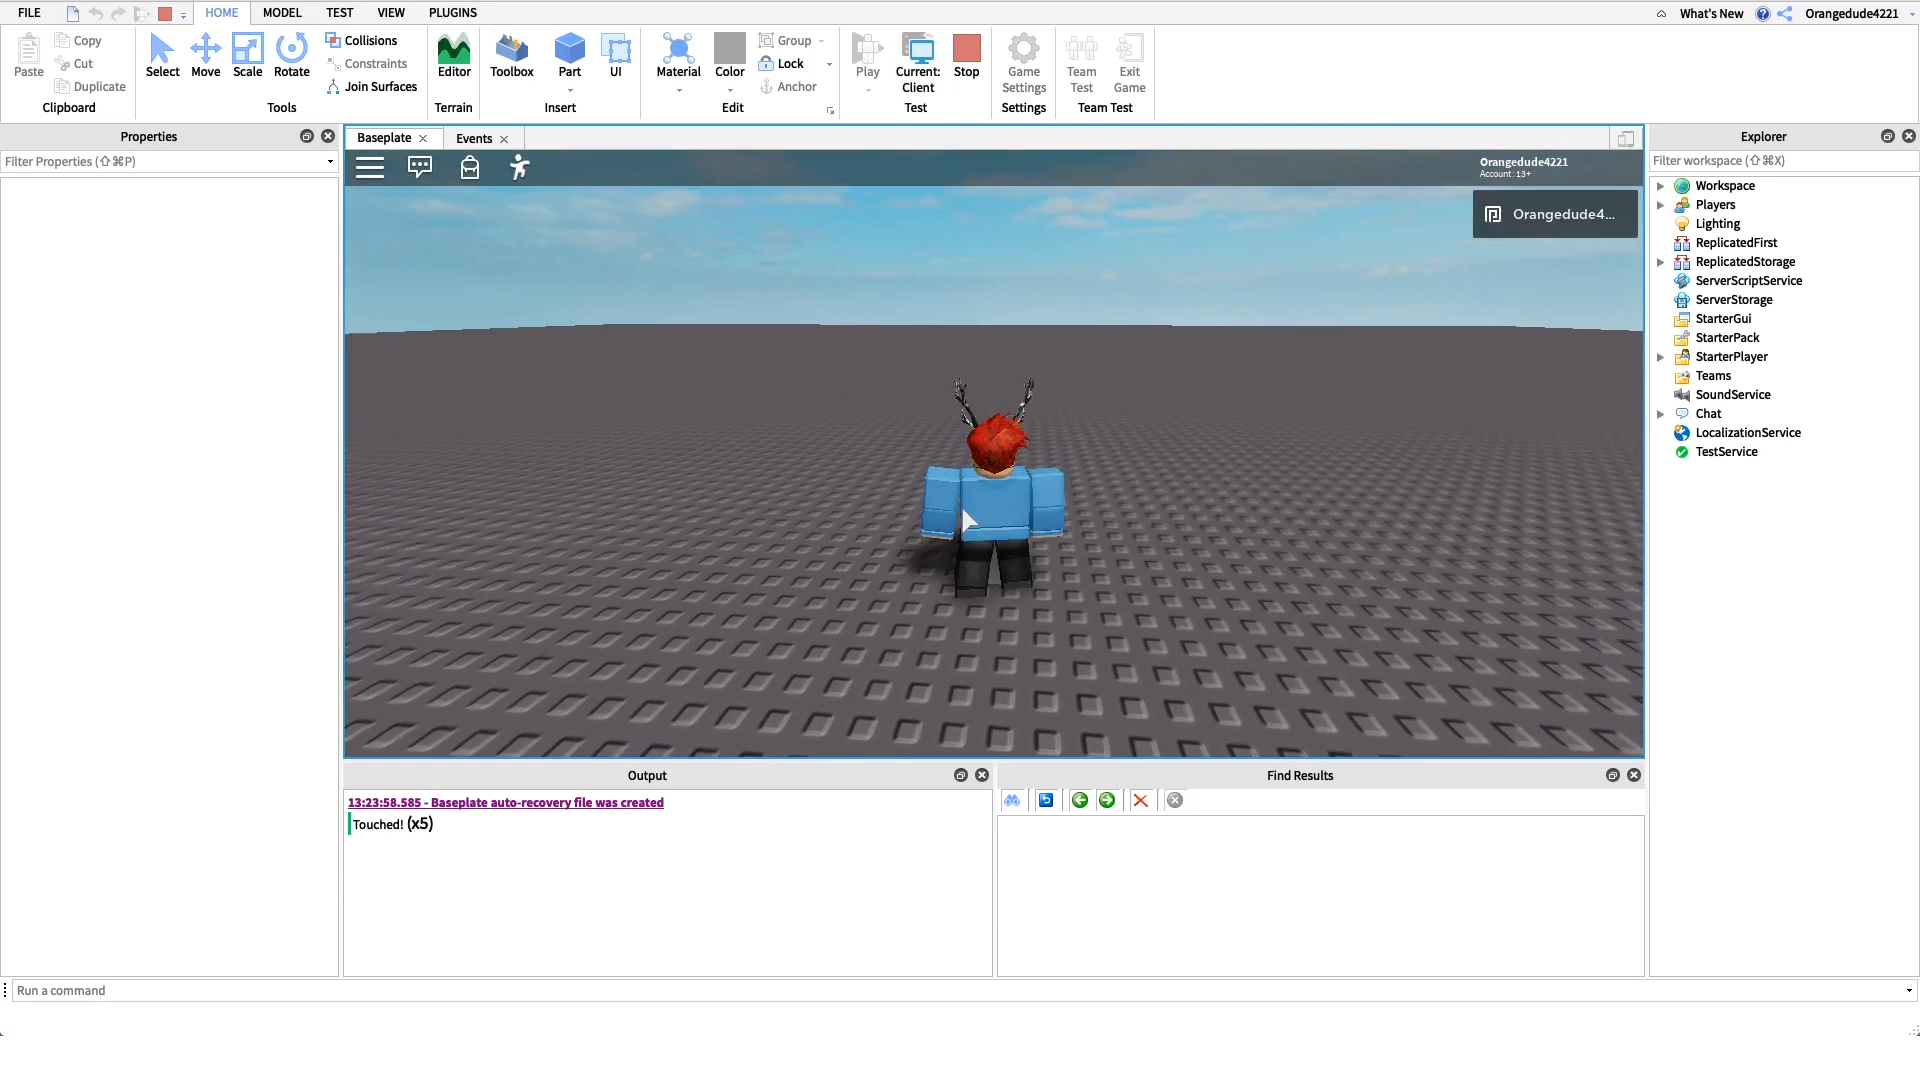 FILE HOME MODEL TEST VIEW PLUGINS What's New Orangedude4221
Paste Copy Cut Duplicate Clipboard
Select Move Scale Rotate Collisions Constraints Join Surfaces Tools
Editor Terrain
Toolbox Part UI Insert
Material Color Group Lock Anchor Edit
Play Current: Client Stop Test
Game Settings Settings
Team Test Exit Game Team Test
Properties
Filter Properties (⇧⌘P)
Baseplate Events
Orangedude4221
Account: 13+
Orangedude4...
Explorer
Filter workspace (⇧⌘X)
Workspace
Players
Lighting
ReplicatedFirst
ReplicatedStorage
ServerScriptService
ServerStorage
StarterGui
StarterPack
StarterPlayer
Teams
SoundService
Chat
LocalizationService
TestService
Output
13:23:58.585 - Baseplate auto-recovery file was created
Touched! (x5)
Find Results
Run a command